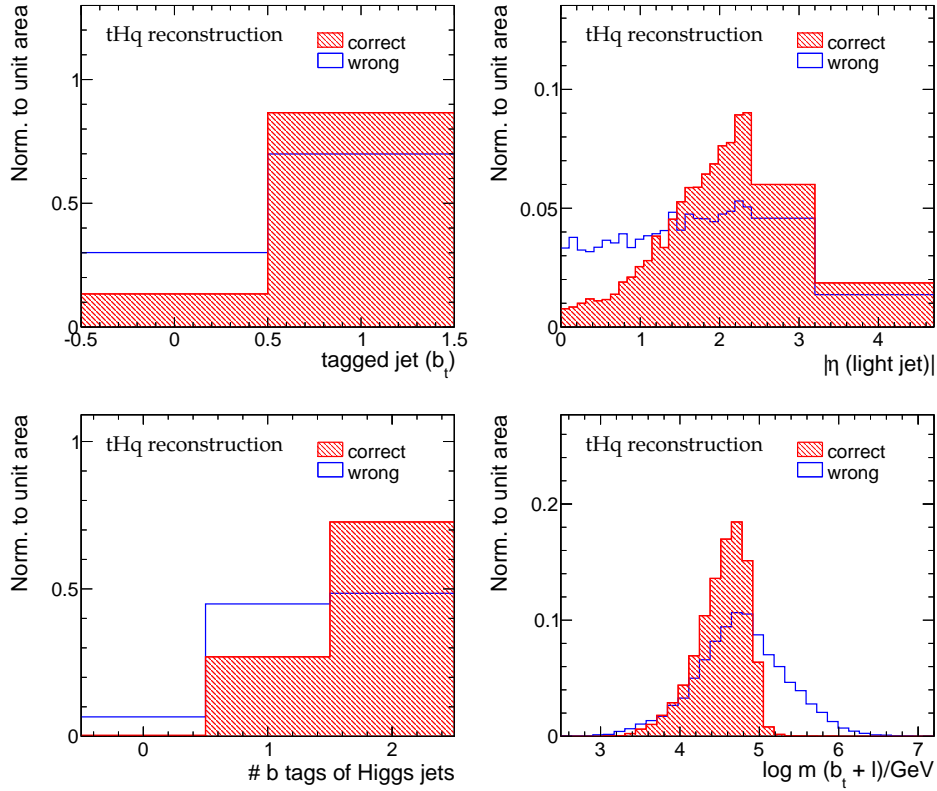 tHq reconstruction
correct
wrong
Norm. to unit area
1
0.5
0
-0.5 0 0.5 1 1.5
tagged jet (b_t)
tHq reconstruction
correct
wrong
Norm. to unit area
0.1
0.05
0
0 1 2 3 4
|η (light jet)|
tHq reconstruction
correct
wrong
Norm. to unit area
1
0.5
0
0 1 2
# b tags of Higgs jets
tHq reconstruction
correct
wrong
Norm. to unit area
0.2
0.1
0
3 4 5 6 7
log m (b_t + l)/GeV